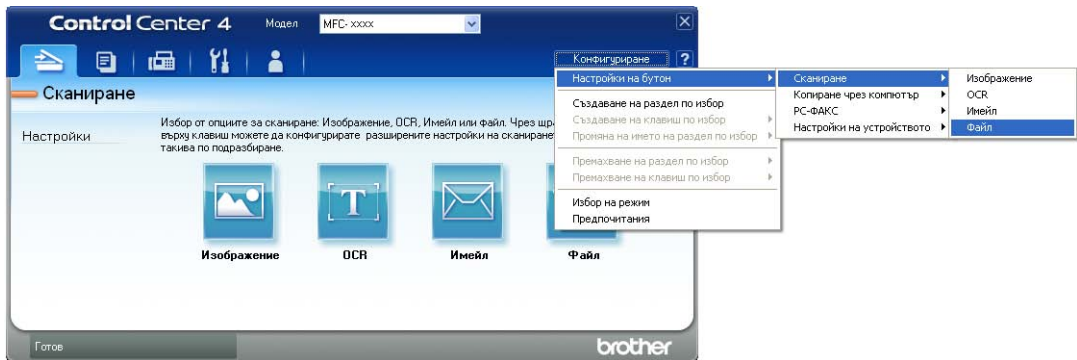 Control Center 4
Модел
MFC- xxxx
Конфигуриране
?
Сканиране
Настройки
Избор от опциите за сканиране: Изображение, OCR, Имейл или файл. Чрез щра
върху клавиш можете да конфигурирате разширените настройки на сканиранет
такива по подразбиране.
Изображение
OCR
Имейл
Файл
Настройки на бутон
Създаване на раздел по избор
Създаване на клавиш по избор
Промяна на името на раздел по избор
Премахване на раздел по избор
Премахване на клавиш по избор
Избор на режим
Предпочитания
Сканиране
Копиране чрез компютър
PC-ФАКС
Настройки на устройството
Изображение
OCR
Имейл
Файл
Готов
brother